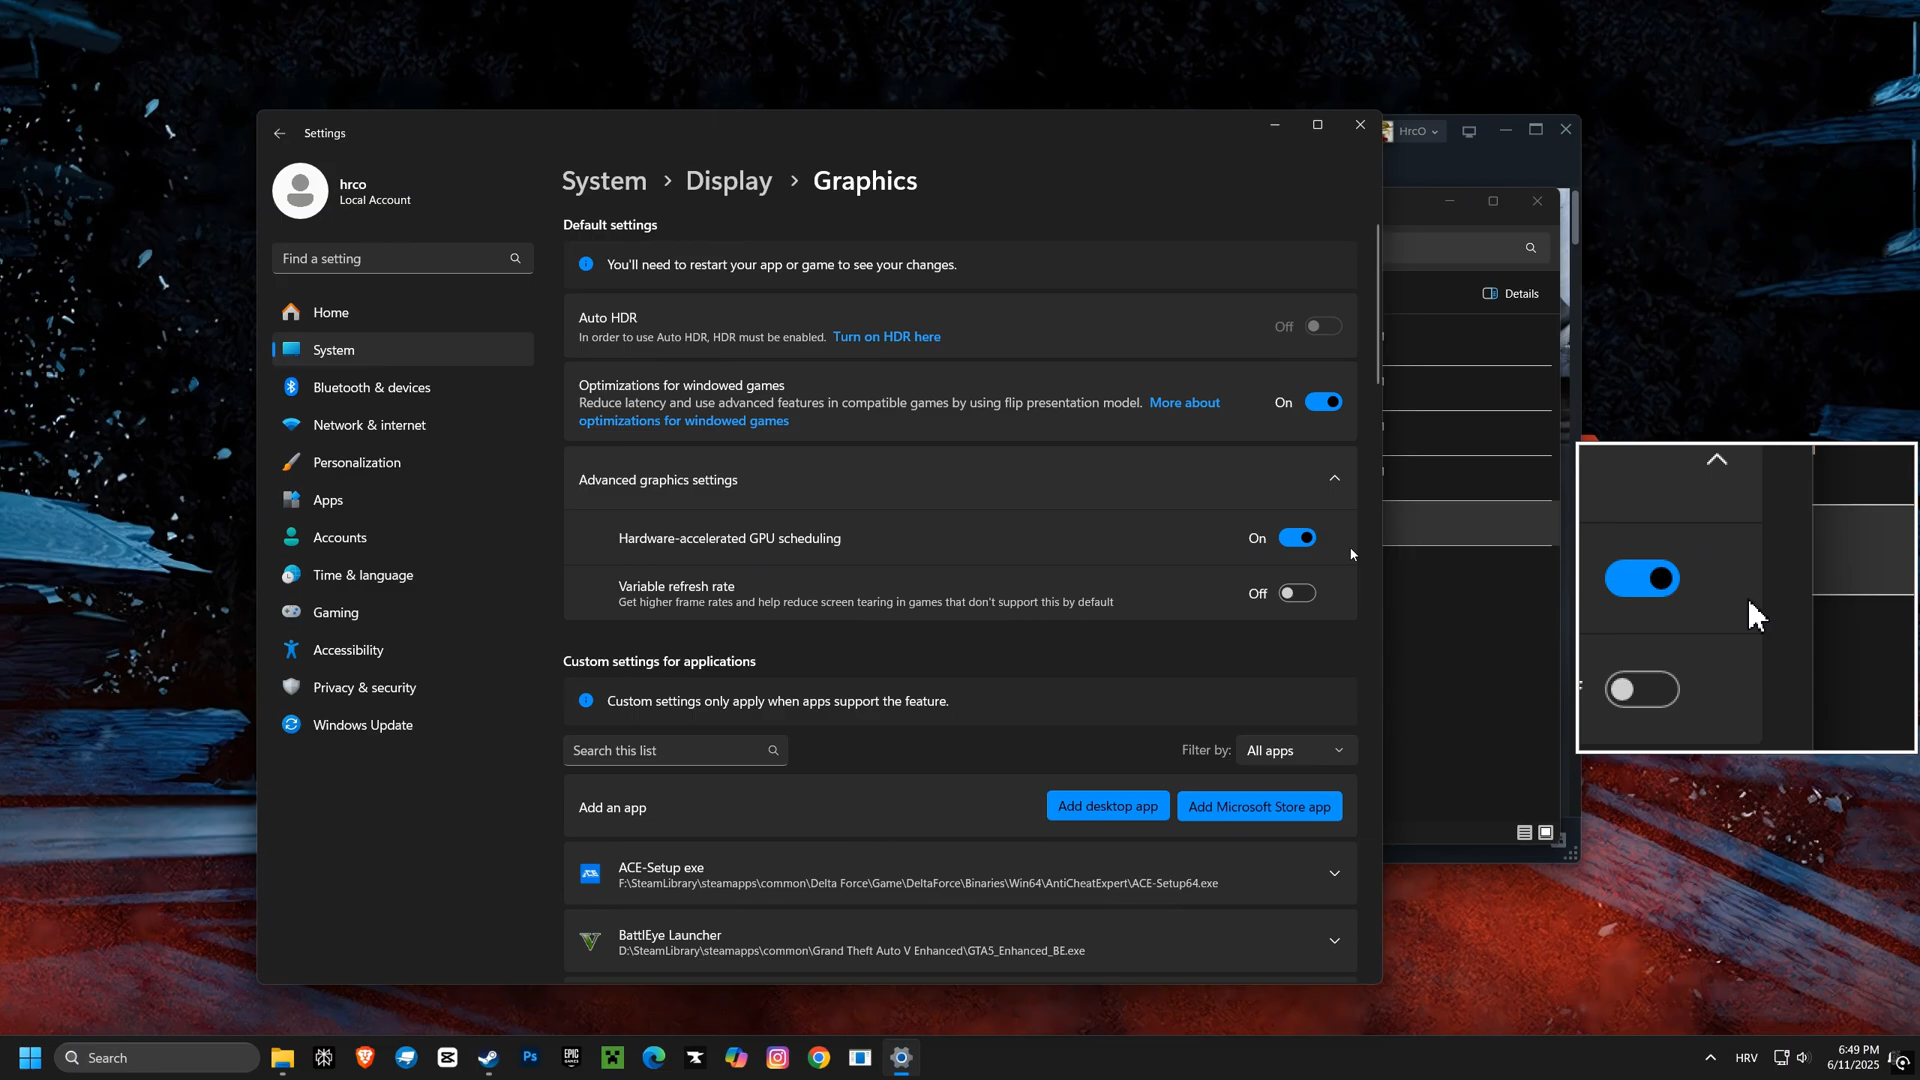 Settings
HrcO
hrco
Local Account
System > Display > Graphics
Default settings
Find a setting
You'll need to restart your app or game to see your changes.
Details
Home
Auto HDR
In order to use Auto HDR, HDR must be enabled. Turn on HDR here
Off
System
Bluetooth & devices
Optimizations for windowed games
Reduce latency and use advanced features in compatible games by using flip presentation model. More about
optimizations for windowed games
On
Network & internet
Personalization
Advanced graphics settings
Apps
Accounts
Hardware-accelerated GPU scheduling
On
Time & language
Variable refresh rate
Get higher frame rates and help reduce screen tearing in games that don't support this by default
Off
Gaming
Accessibility
Custom settings for applications
Privacy & security
Custom settings only apply when apps support the feature.
Windows Update
Search this list
Filter by: All apps
Add an app
Add desktop app
Add Microsoft Store app
ACE-Setup exe
F:\SteamLibrary\steamapps\common\Delta Force\Game\DeltaForce\Binaries\Win64\AntiCheatExpert\ACE-Setup64.exe
BattlEye Launcher
D:\SteamLibrary\steamapps\common\Grand Theft Auto V Enhanced\GTA5_Enhanced_BE.exe
Search
Ps
EPIC
GAMES
HRV
6:49 PM
6/11/2025